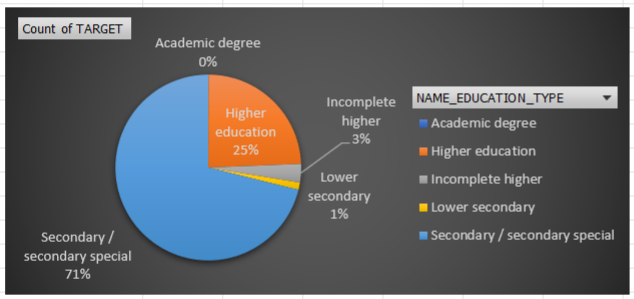 Count of TARGET
Academic degree
0%
Higher
education
25%
Incomplete
higher
3%
Lower
secondary
1%
Secondary /
secondary special
71%
NAME_EDUCATION_TYPE
Academic degree
Higher education
Incomplete higher
Lower secondary
Secondary / secondary special